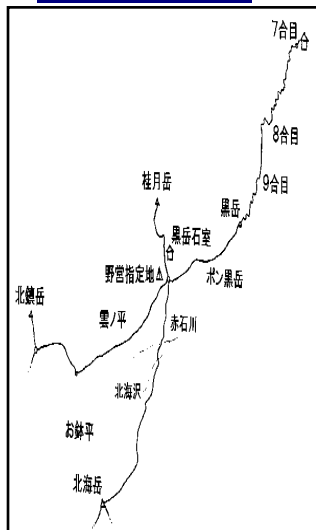 7合目
8合目
9合目
桂月岳
黒岳
黒岳石室
野営指定地
ポン黒岳
北鎮岳
雲ノ平
赤石川
北海沢
お鉢平
北海岳